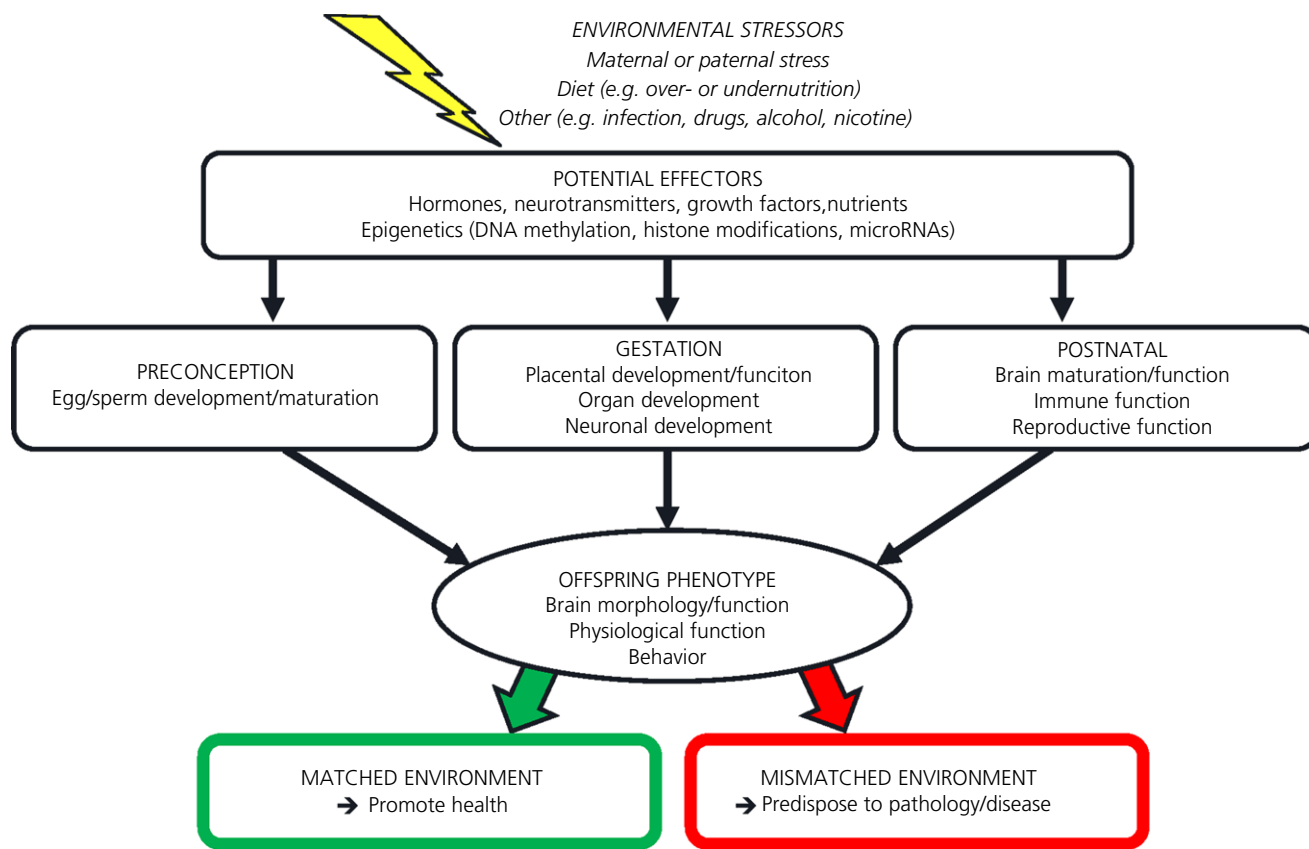 ENVIRONMENTAL STRESSORS
Maternal or paternal stress
Diet (e.g. over- or undernutrition)
Other (e.g. infection, drugs, alcohol, nicotine)
POTENTIAL EFFECTORS
Hormones, neurotransmitters, growth factors,nutrients
Epigenetics (DNA methylation, histone modifications, microRNAs)
PRECONCEPTION
Egg/sperm development/maturation
GESTATION
Placental development/funciton
Organ development
Neuronal development
POSTNATAL
Brain maturation/function
Immune function
Reproductive function
OFFSPRING PHENOTYPE
Brain morphology/function
Physiological function
Behavior
MATCHED ENVIRONMENT
➔ Promote health
MISMATCHED ENVIRONMENT
➔ Predispose to pathology/disease